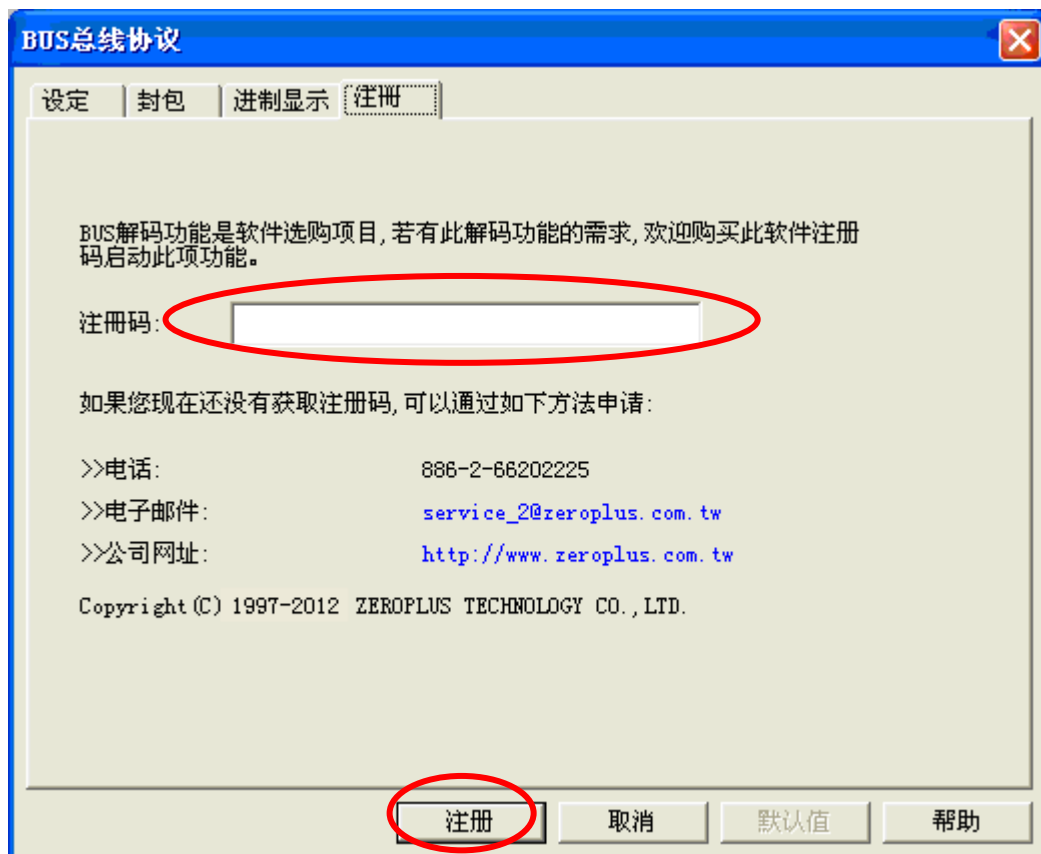 BUS总线协议
设定 封包 进制显示 注册
BUS解码功能是软件选购项目,若有此解码功能的需求,欢迎购买此软件注册
码启动此项功能。
注册码:
如果您现在还没有获取注册码,可以通过如下方法申请:
>>电话: 886-2-66202225
>>电子邮件: service_2@zeroplus.com.tw
>>公司网址: http://www.zeroplus.com.tw
Copyright(C) 1997-2012 ZEROPLUS TECHNOLOGY CO.,LTD.
注册 取消 默认值 帮助